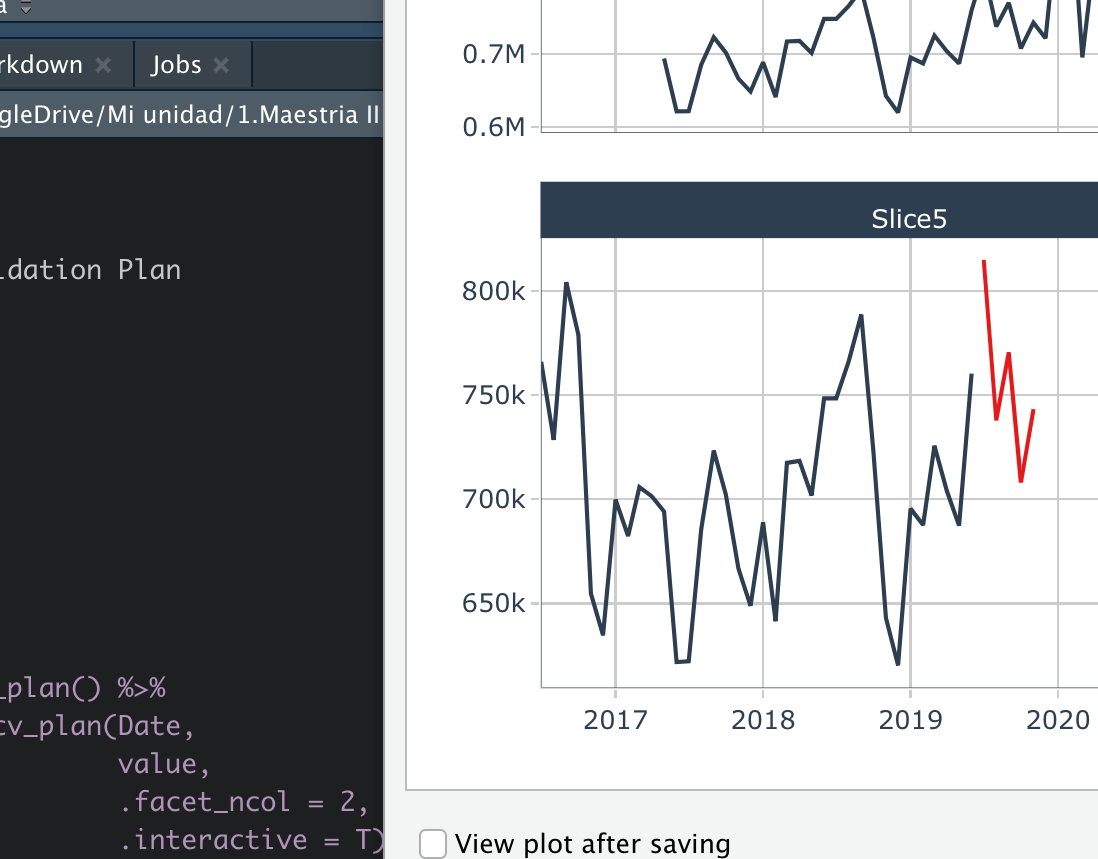 rkdown × Jobs ×
gleDrive/Mi unidad/1.Maestria II
idation Plan
_plan() %>%
cv_plan(Date,
value,
.facet_ncol = 2,
.interactive = T)
0.7M
0.6M
Slice5
800k
750k
700k
650k
2017 2018 2019 2020
View plot after saving